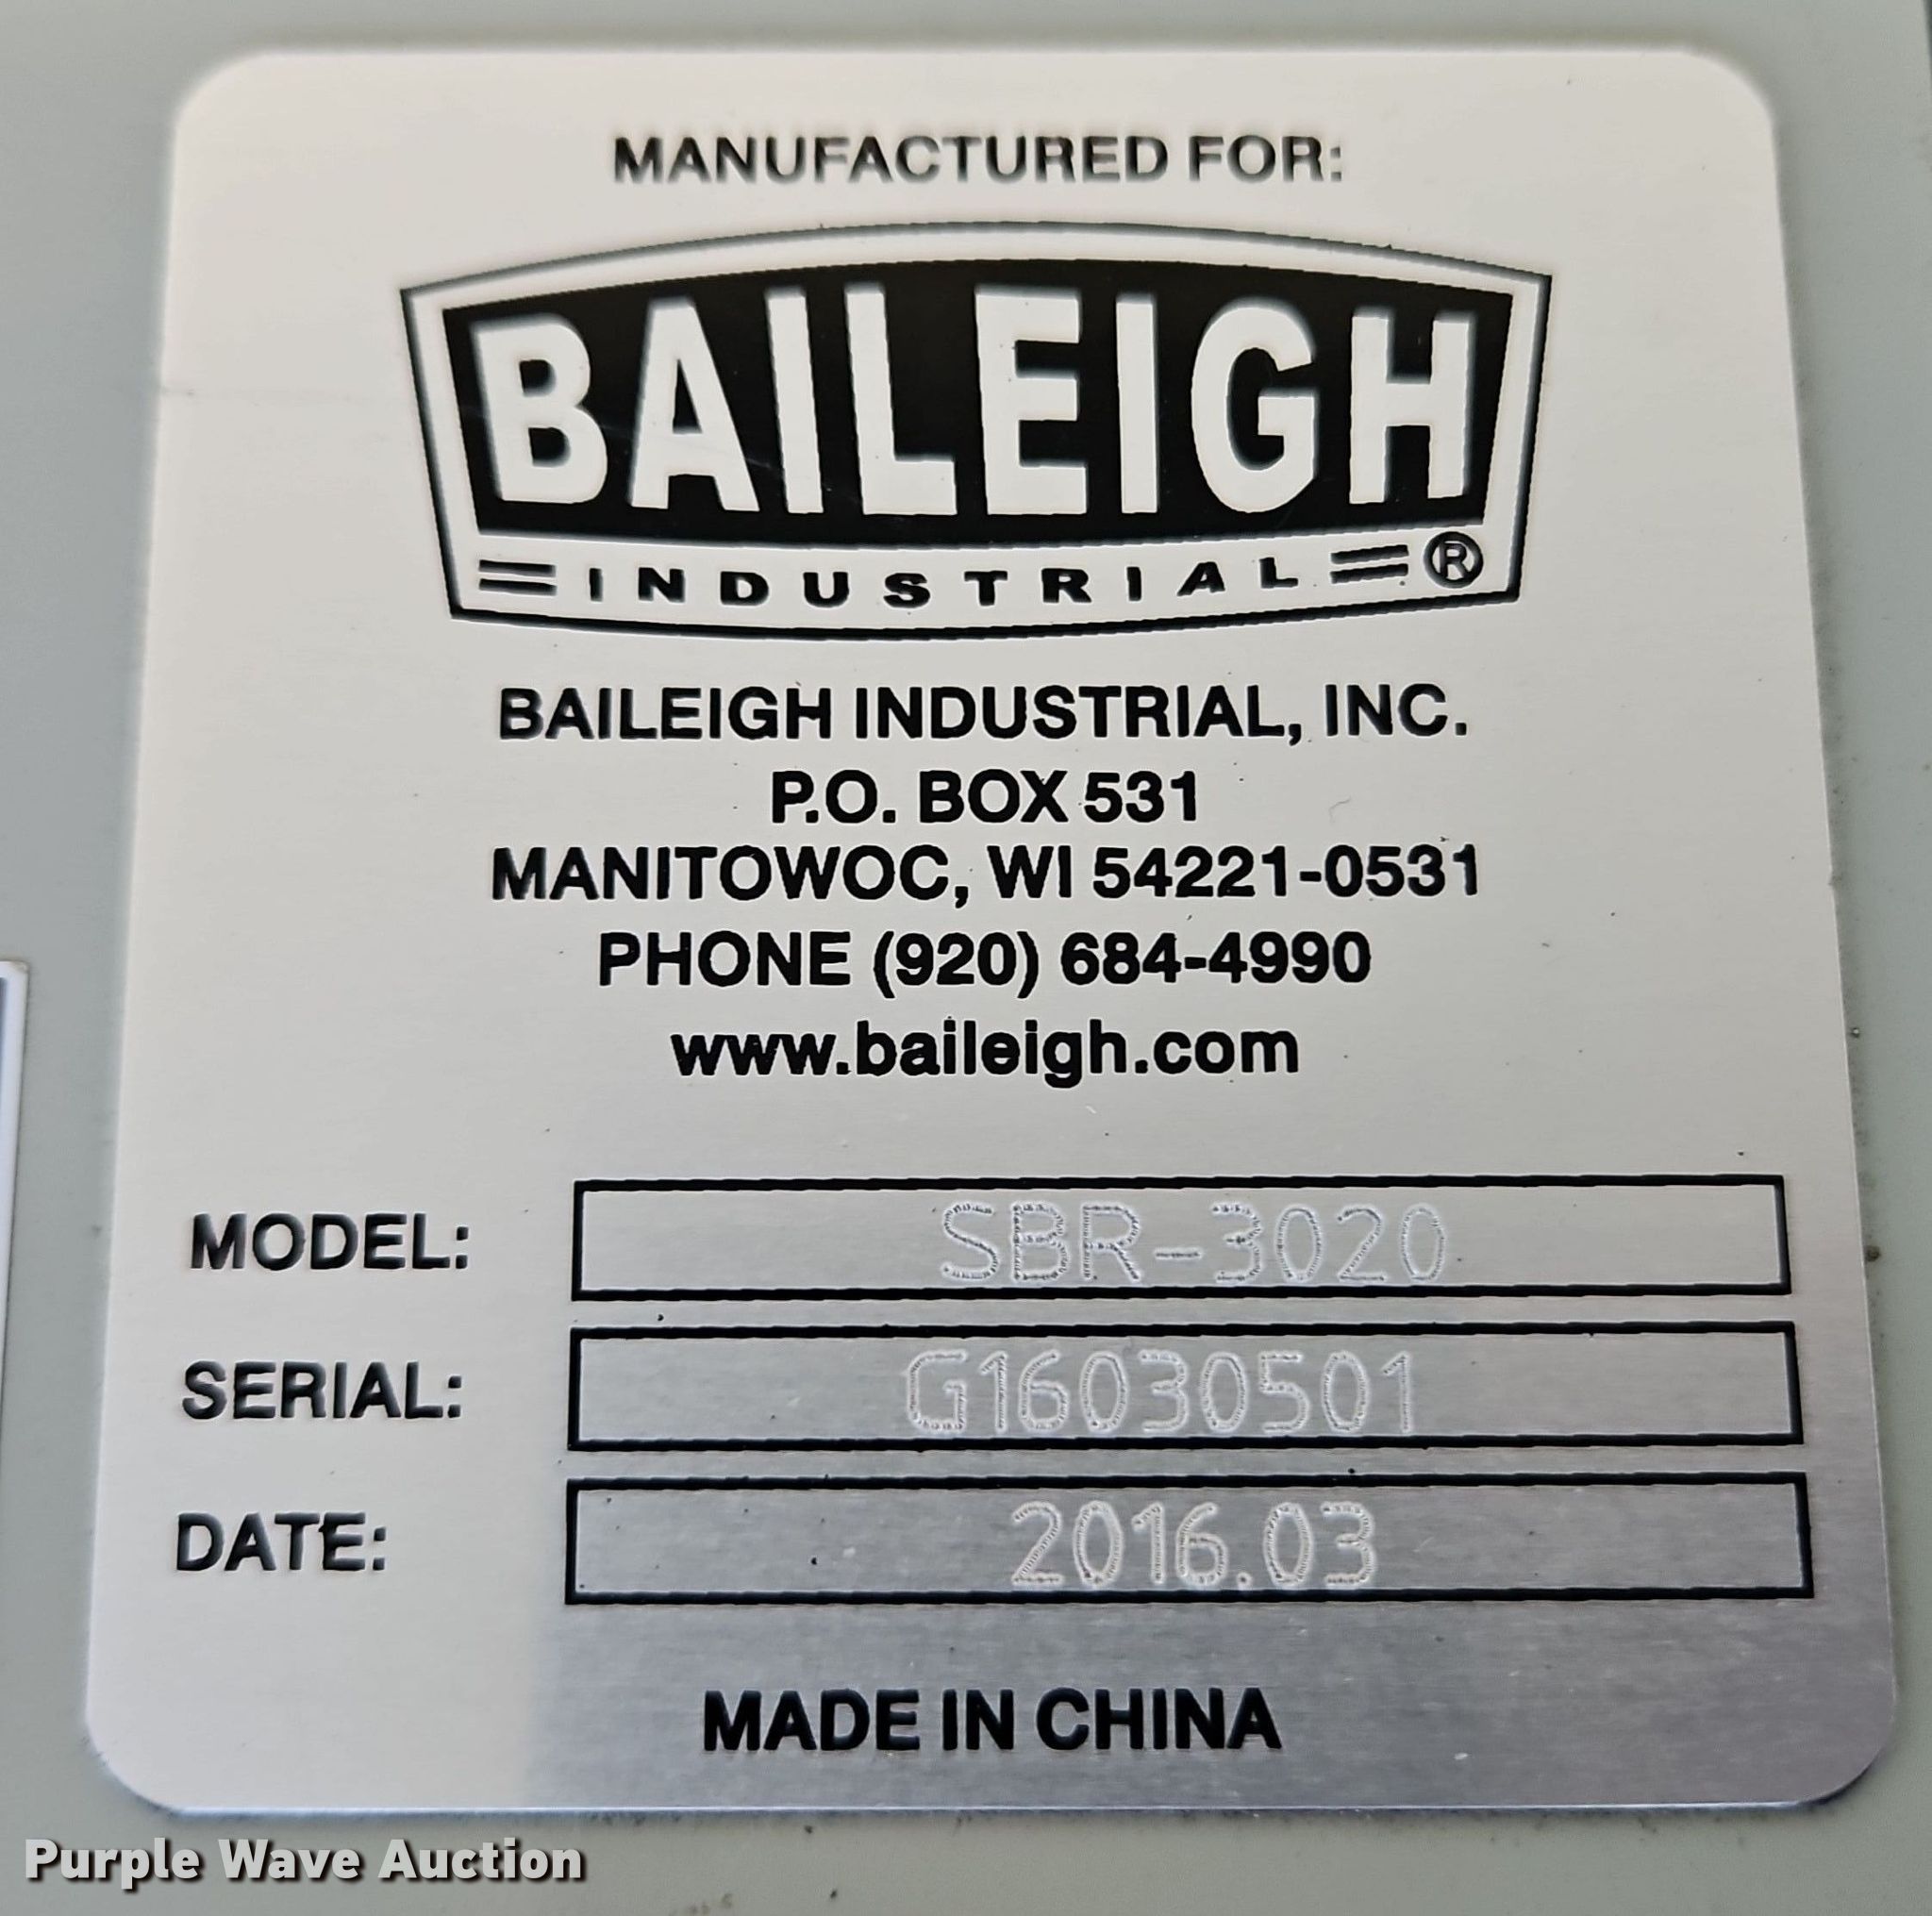 MANUFACTURED FOR:
BAILEIGH
INDUSTRIAL ®
BAILEIGH INDUSTRIAL, INC.
P.O. BOX 531
MANITOWOC, WI 54221-0531
PHONE (920) 684-4990
www.baileigh.com
MODEL: SBR-3020
SERIAL: G16030501
DATE: 2016.03
MADE IN CHINA
Purple Wave Auction